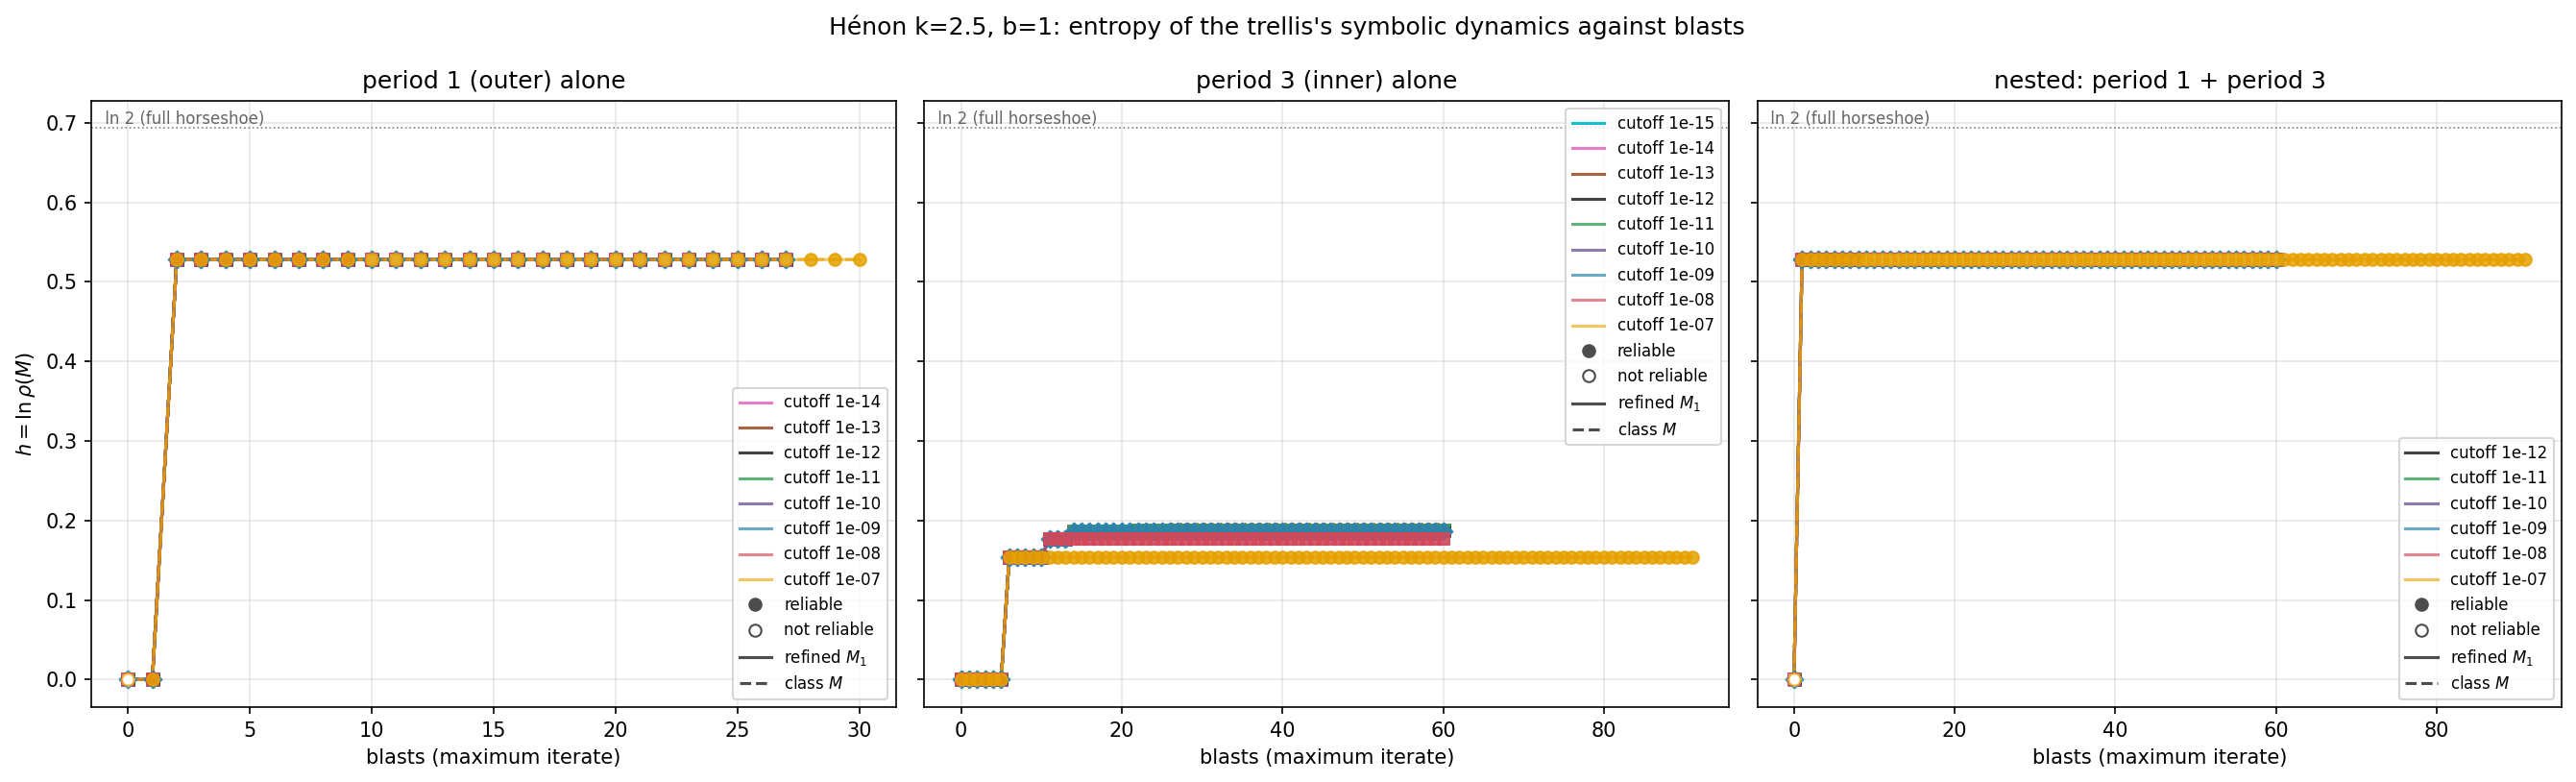 Hénon k=2.5, b=1: entropy of the trellis's symbolic dynamics against blasts
period 1 (outer) alone
ln 2 (full horseshoe)
0.7
0.6
0.5
0.4
0.3
0.2
0.1
0.0
h = ln ρ(M)
cutoff 1e-14
cutoff 1e-13
cutoff 1e-12
cutoff 1e-11
cutoff 1e-10
cutoff 1e-09
cutoff 1e-08
cutoff 1e-07
reliable
not reliable
refined M₁
class M
0 5 10 15 20 25 30
blasts (maximum iterate)
period 3 (inner) alone
ln 2 (full horseshoe)
cutoff 1e-15
cutoff 1e-14
cutoff 1e-13
cutoff 1e-12
cutoff 1e-11
cutoff 1e-10
cutoff 1e-09
cutoff 1e-08
cutoff 1e-07
reliable
not reliable
refined M₁
class M
0 20 40 60 80
blasts (maximum iterate)
nested: period 1 + period 3
ln 2 (full horseshoe)
cutoff 1e-12
cutoff 1e-11
cutoff 1e-10
cutoff 1e-09
cutoff 1e-08
cutoff 1e-07
reliable
not reliable
refined M₁
class M
0 20 40 60 80
blasts (maximum iterate)